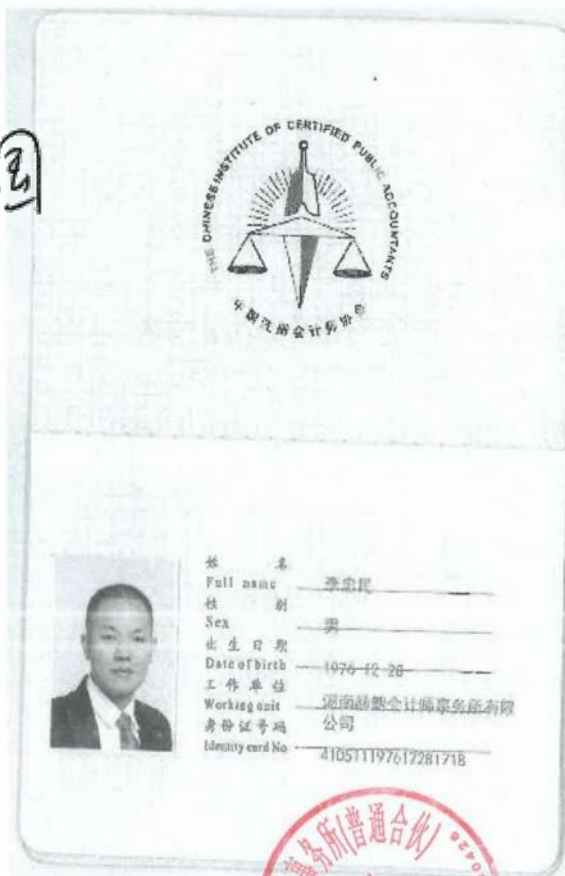 THE CHINESE INSTITUTE OF CERTIFIED PUBLIC ACCOUNTANTS
中国注册会计师协会
姓 名
Full name 李忠民
性 别
Sex 男
出生日期
Date of birth 1976-12-28
工作单位
Working unit 河南 会计师事务所有限
公司
身份证号码
Identity card No
事务所(普通合伙)